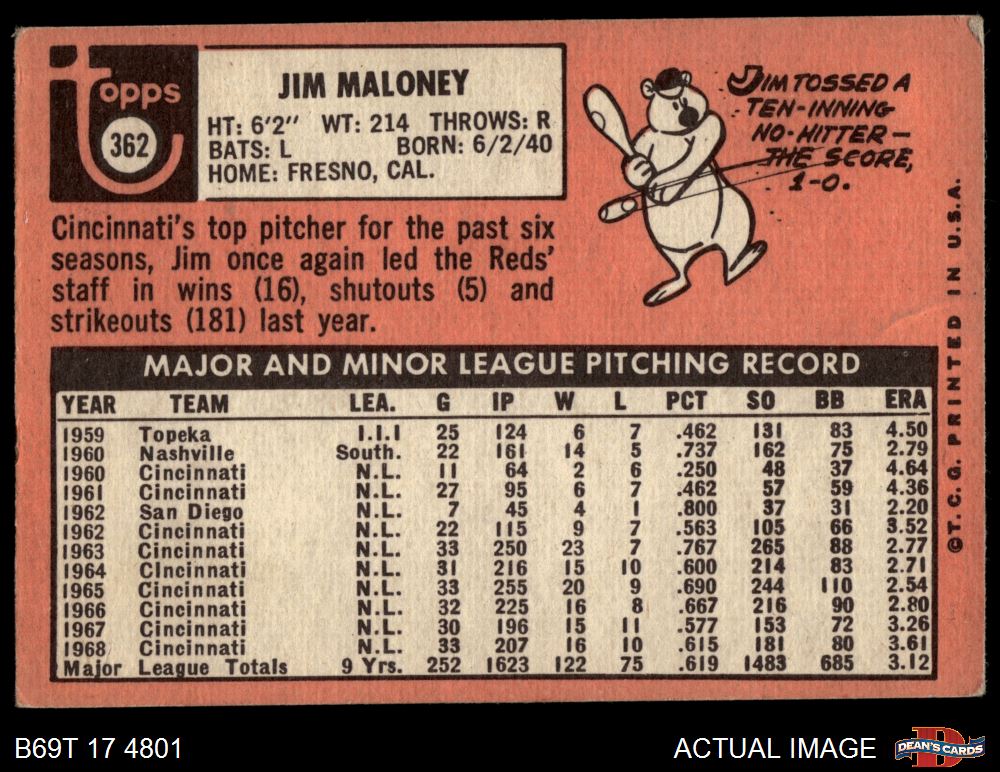 topps
362
JIM MALONEY
HT: 6'2" WT: 214 THROWS: R
BATS: L BORN: 6/2/40
HOME: FRESNO, CAL.
JIM TOSSED A
TEN-INNING
NO-HITTER—
THE SCORE,
1-0.
Cincinnati's top pitcher for the past six
seasons, Jim once again led the Reds'
staff in wins (16), shutouts (5) and
strikeouts (181) last year.
MAJOR AND MINOR LEAGUE PITCHING RECORD
YEAR TEAM LEA. G IP W L PCT SO BB ERA
1959 Topeka I.I.I 25 124 6 7 .462 131 83 4.50
1960 Nashville South. 22 161 14 5 .737 162 75 2.79
1960 Cincinnati N.L. 11 64 2 6 .250 48 37 4.64
1961 Cincinnati N.L. 27 95 6 7 .462 57 59 4.36
1962 San Diego N.L. 7 45 4 1 .800 37 31 2.20
1962 Cincinnati N.L. 22 115 9 7 .563 105 66 3.52
1963 Cincinnati N.L. 33 250 23 7 .767 265 88 2.77
1964 Cincinnati N.L. 31 216 15 10 .600 214 83 2.71
1965 Cincinnati N.L. 33 255 20 9 .690 244 110 2.54
1966 Cincinnati N.L. 32 225 16 8 .667 216 90 2.80
1967 Cincinnati N.L. 30 196 15 11 .577 153 72 3.26
1968 Cincinnati N.L. 33 207 16 10 .615 181 80 3.61
Major League Totals 9 Yrs. 252 1623 122 75 .619 1483 685 3.12
©T.C.G. PRINTED IN U.S.A.
B69T 17 4801
ACTUAL IMAGE
D
DEAN'S CARDS